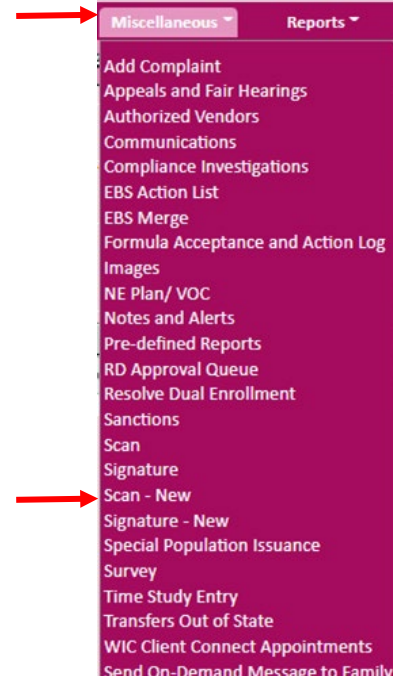 Miscellaneous Reports
Add Complaint
Appeals and Fair Hearings
Authorized Vendors
Communications
Compliance Investigations
EBS Action List
EBS Merge
Formula Acceptance and Action Log
Images
NE Plan/ VOC
Notes and Alerts
Pre-defined Reports
RD Approval Queue
Resolve Dual Enrollment
Sanctions
Scan
Signature
Scan - New
Signature - New
Special Population Issuance
Survey
Time Study Entry
Transfers Out of State
WIC Client Connect Appointments
Send On-Demand Message to Family